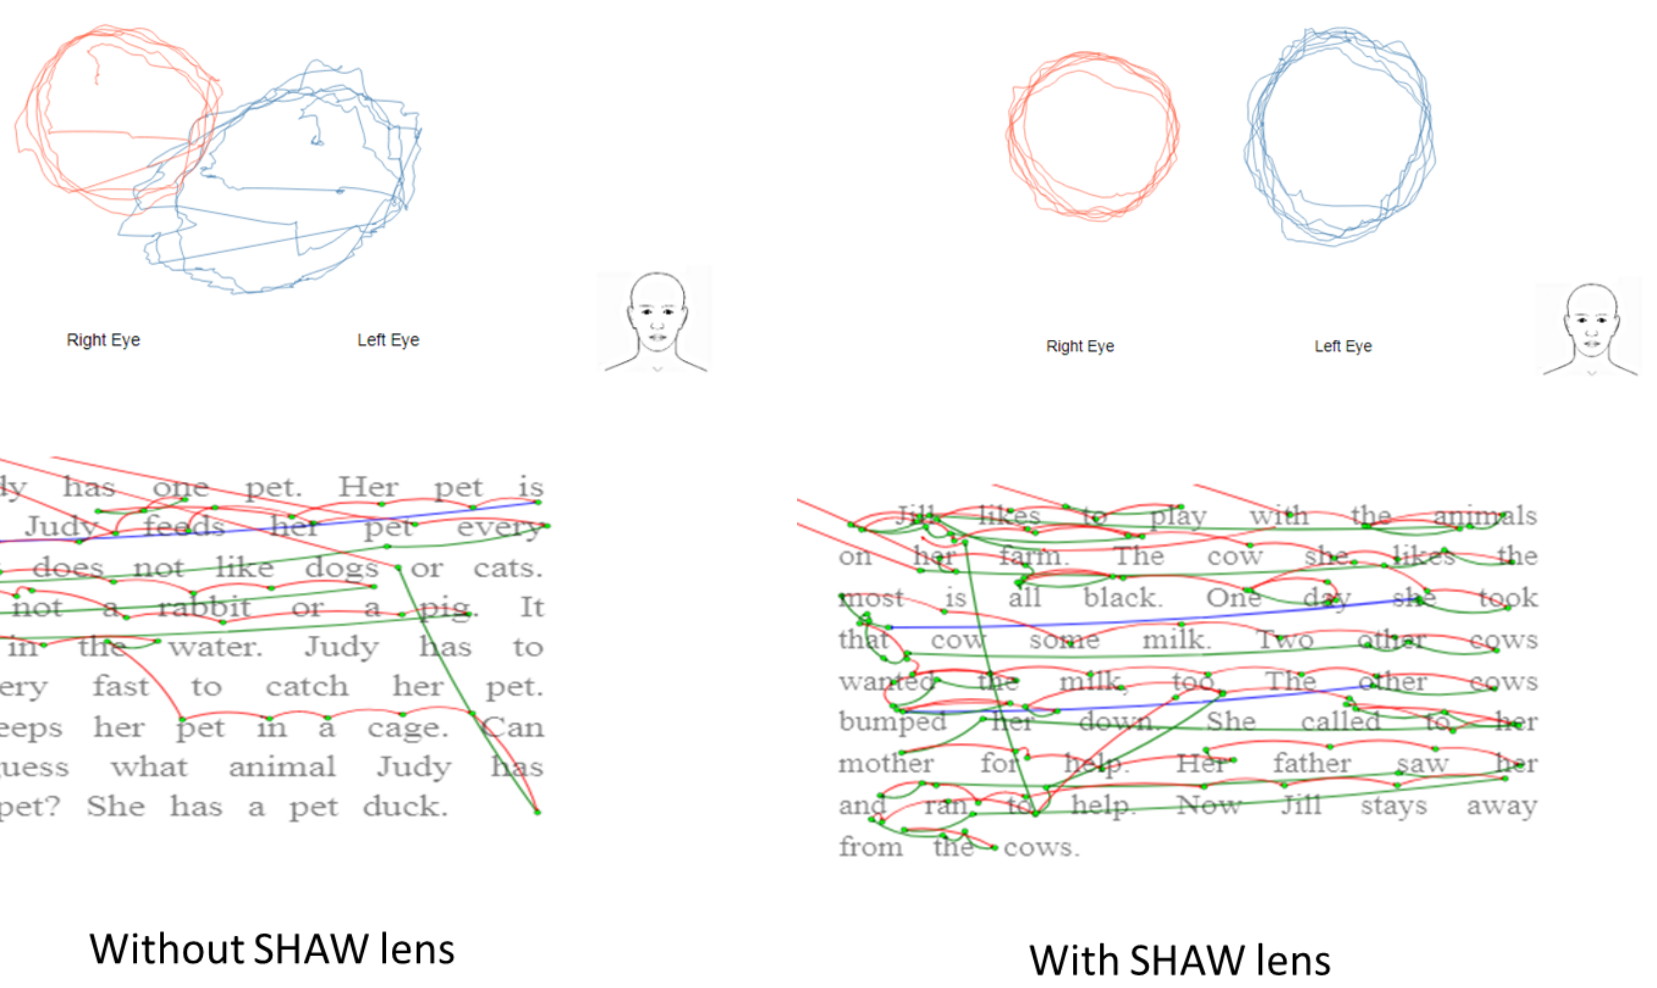 Right Eye
Left Eye
Right Eye
Left Eye
has one pet. Her pet is
Judy feeds her pet every
does not like dogs or cats.
not a rabbit or a pig. It
in the water. Judy has to
ery fast to catch her pet.
eeps her pet in a cage. Can
uess what animal Judy has
pet? She has a pet duck.
Without SHAW lens
Jill likes to play with the animals
on her farm. The cow she likes the
most is all black. One day she took
that cow some milk. Two other cows
wanted the milk, too. The other cows
bumped her down. She called to her
mother for help. Her father saw her
and ran to help. Now Jill stays away
from the cows.
With SHAW lens